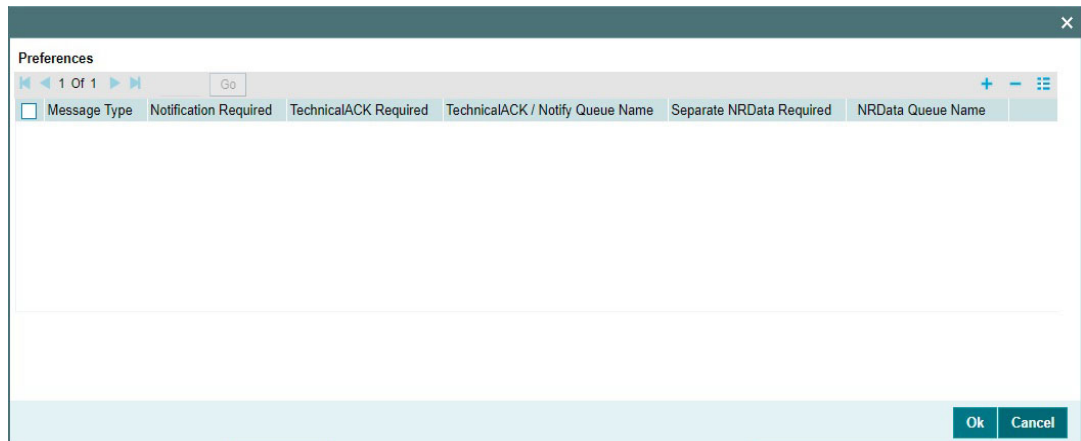 Preferences
1 Of 1 Go
Message Type Notification Required TechnicalACK Required TechnicalACK / Notify Queue Name Separate NRData Required NRData Queue Name
Ok Cancel